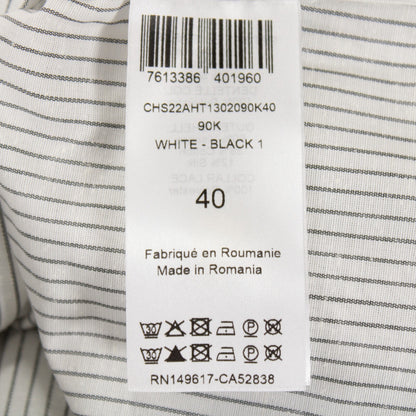 7613386 401960
CHS22AHT1302090K40
90K
WHITE - BLACK 1
40
Fabriqué en Roumanie
Made in Romania
RN149617-CA52838